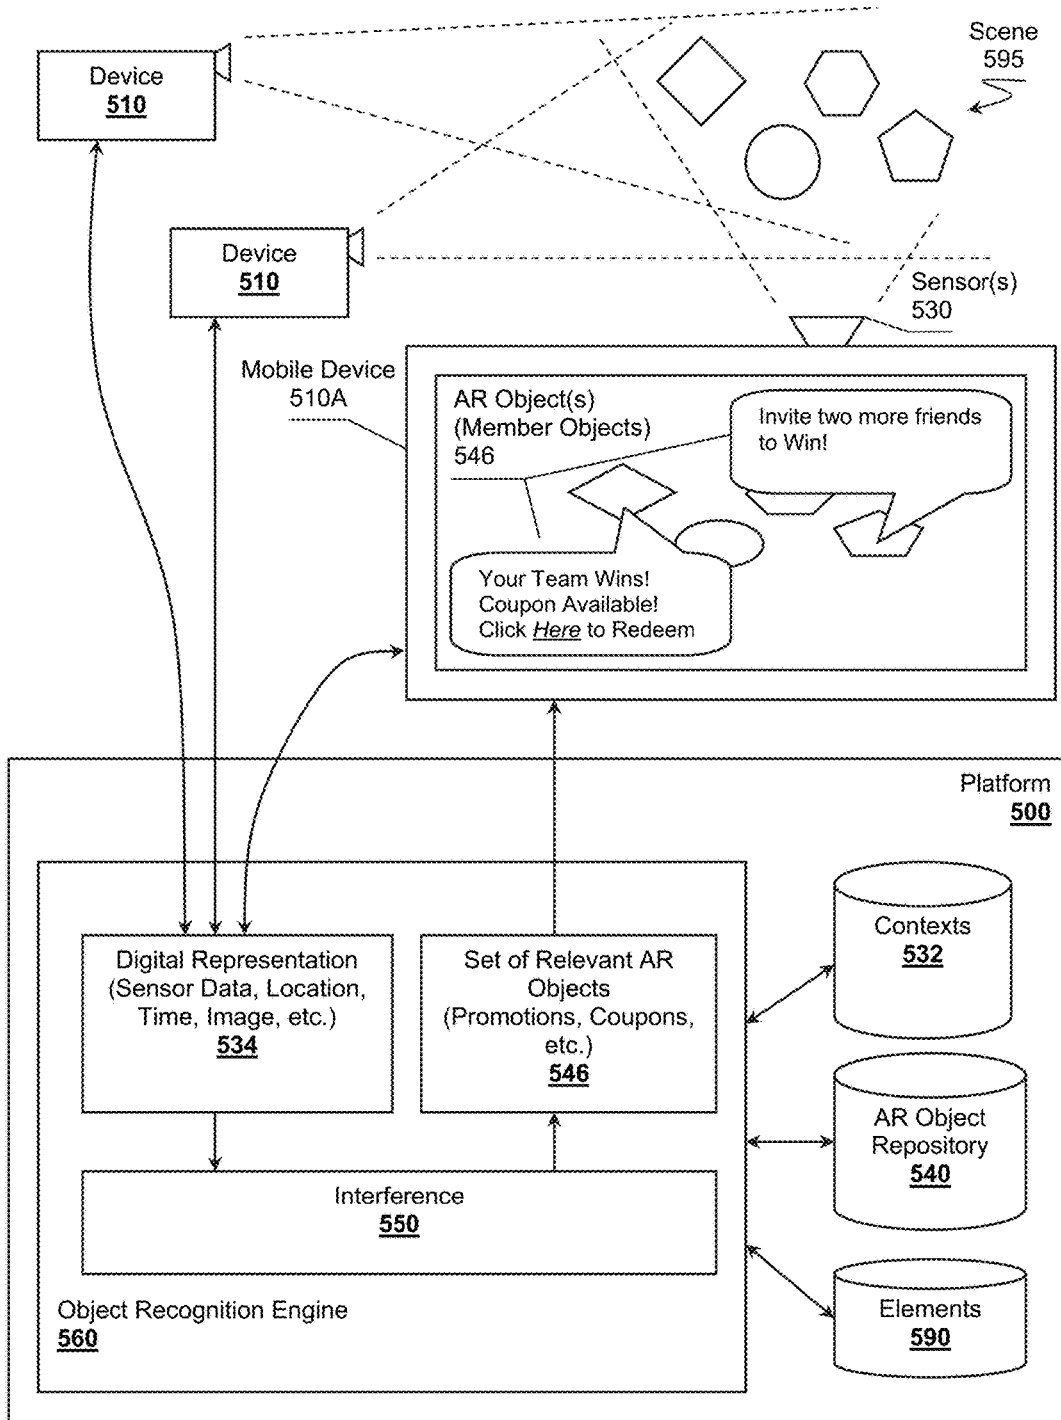 Scene
595
Device
510
Device
510
Sensor(s)
530
Mobile Device
510A
AR Object(s)
(Member Objects)
546
Invite two more friends
to Win!
Your Team Wins!
Coupon Available!
Click Here to Redeem
Platform
500
Digital Representation
(Sensor Data, Location,
Time, Image, etc.)
534
Set of Relevant AR
Objects
(Promotions, Coupons,
etc.)
546
Contexts
532
AR Object
Repository
540
Interference
550
Elements
590
Object Recognition Engine
560